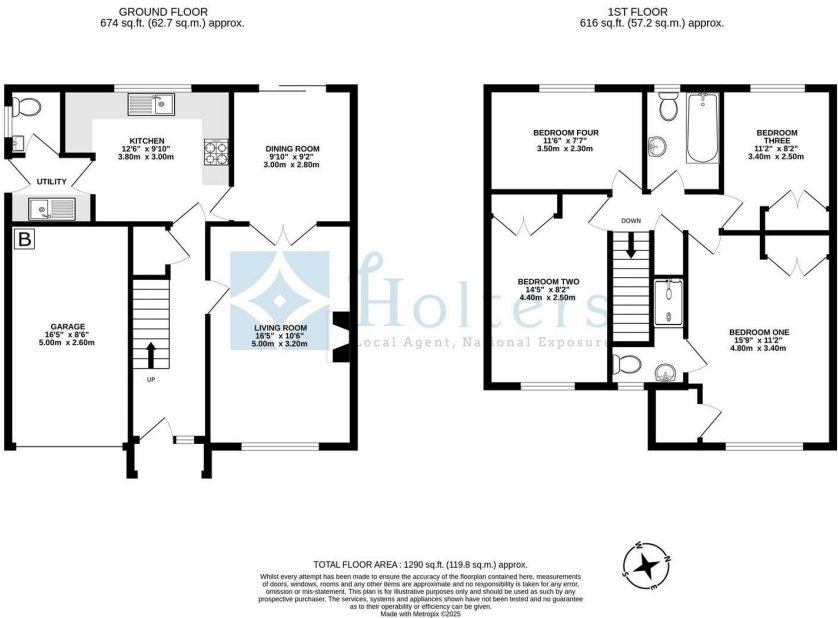 GROUND FLOOR
674 sq.ft. (62.7 sq.m.) approx.
1ST FLOOR
616 sq.ft. (57.2 sq.m.) approx.
KITCHEN
12'6" x 9'10"
3.80m x 3.00m
DINING ROOM
9'10" x 9'2"
3.00m x 2.80m
UTILITY
B
GARAGE
16'5" x 8'6"
5.00m x 2.60m
UP
LIVING ROOM
16'5" x 10'6"
5.00m x 3.20m
BEDROOM FOUR
11'6" x 7'7"
3.50m x 2.30m
BEDROOM
THREE
11'2" x 8'2"
3.40m x 2.50m
DOWN
BEDROOM TWO
14'5" x 8'2"
4.40m x 2.50m
BEDROOM ONE
15'9" x 11'2"
4.80m x 3.40m
Holters
Local Agent, National Exposure
N
E
S
W
TOTAL FLOOR AREA : 1290 sq.ft. (119.8 sq.m.) approx.
Whilst every attempt has been made to ensure the accuracy of the floorplan contained here, measurements
of doors, windows, rooms and any other items are approximate and no responsibility is taken for any error,
omission or mis-statement. This plan is for illustrative purposes only and should be used as such by any
prospective purchaser. The services, systems and appliances shown have not been tested and no guarantee
as to their operability or efficiency can be given.
Made with Metropix ©2025